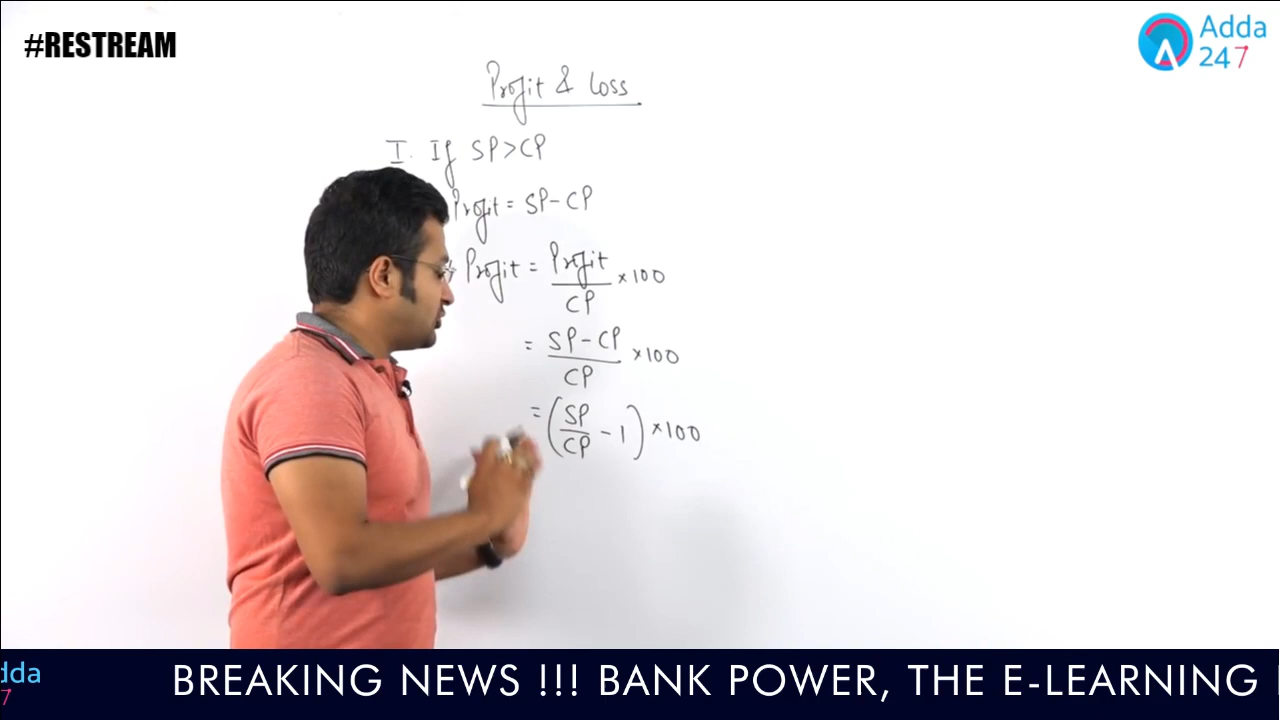 #RESTREAM
Adda
247
Profit & Loss
I. If SP>CP
Profit = SP-CP
Profit = Profit/CP ×100
= SP-CP/CP ×100
= (SP/CP - 1) ×100
dda
7
BREAKING NEWS !!! BANK POWER, THE E-LEARNING